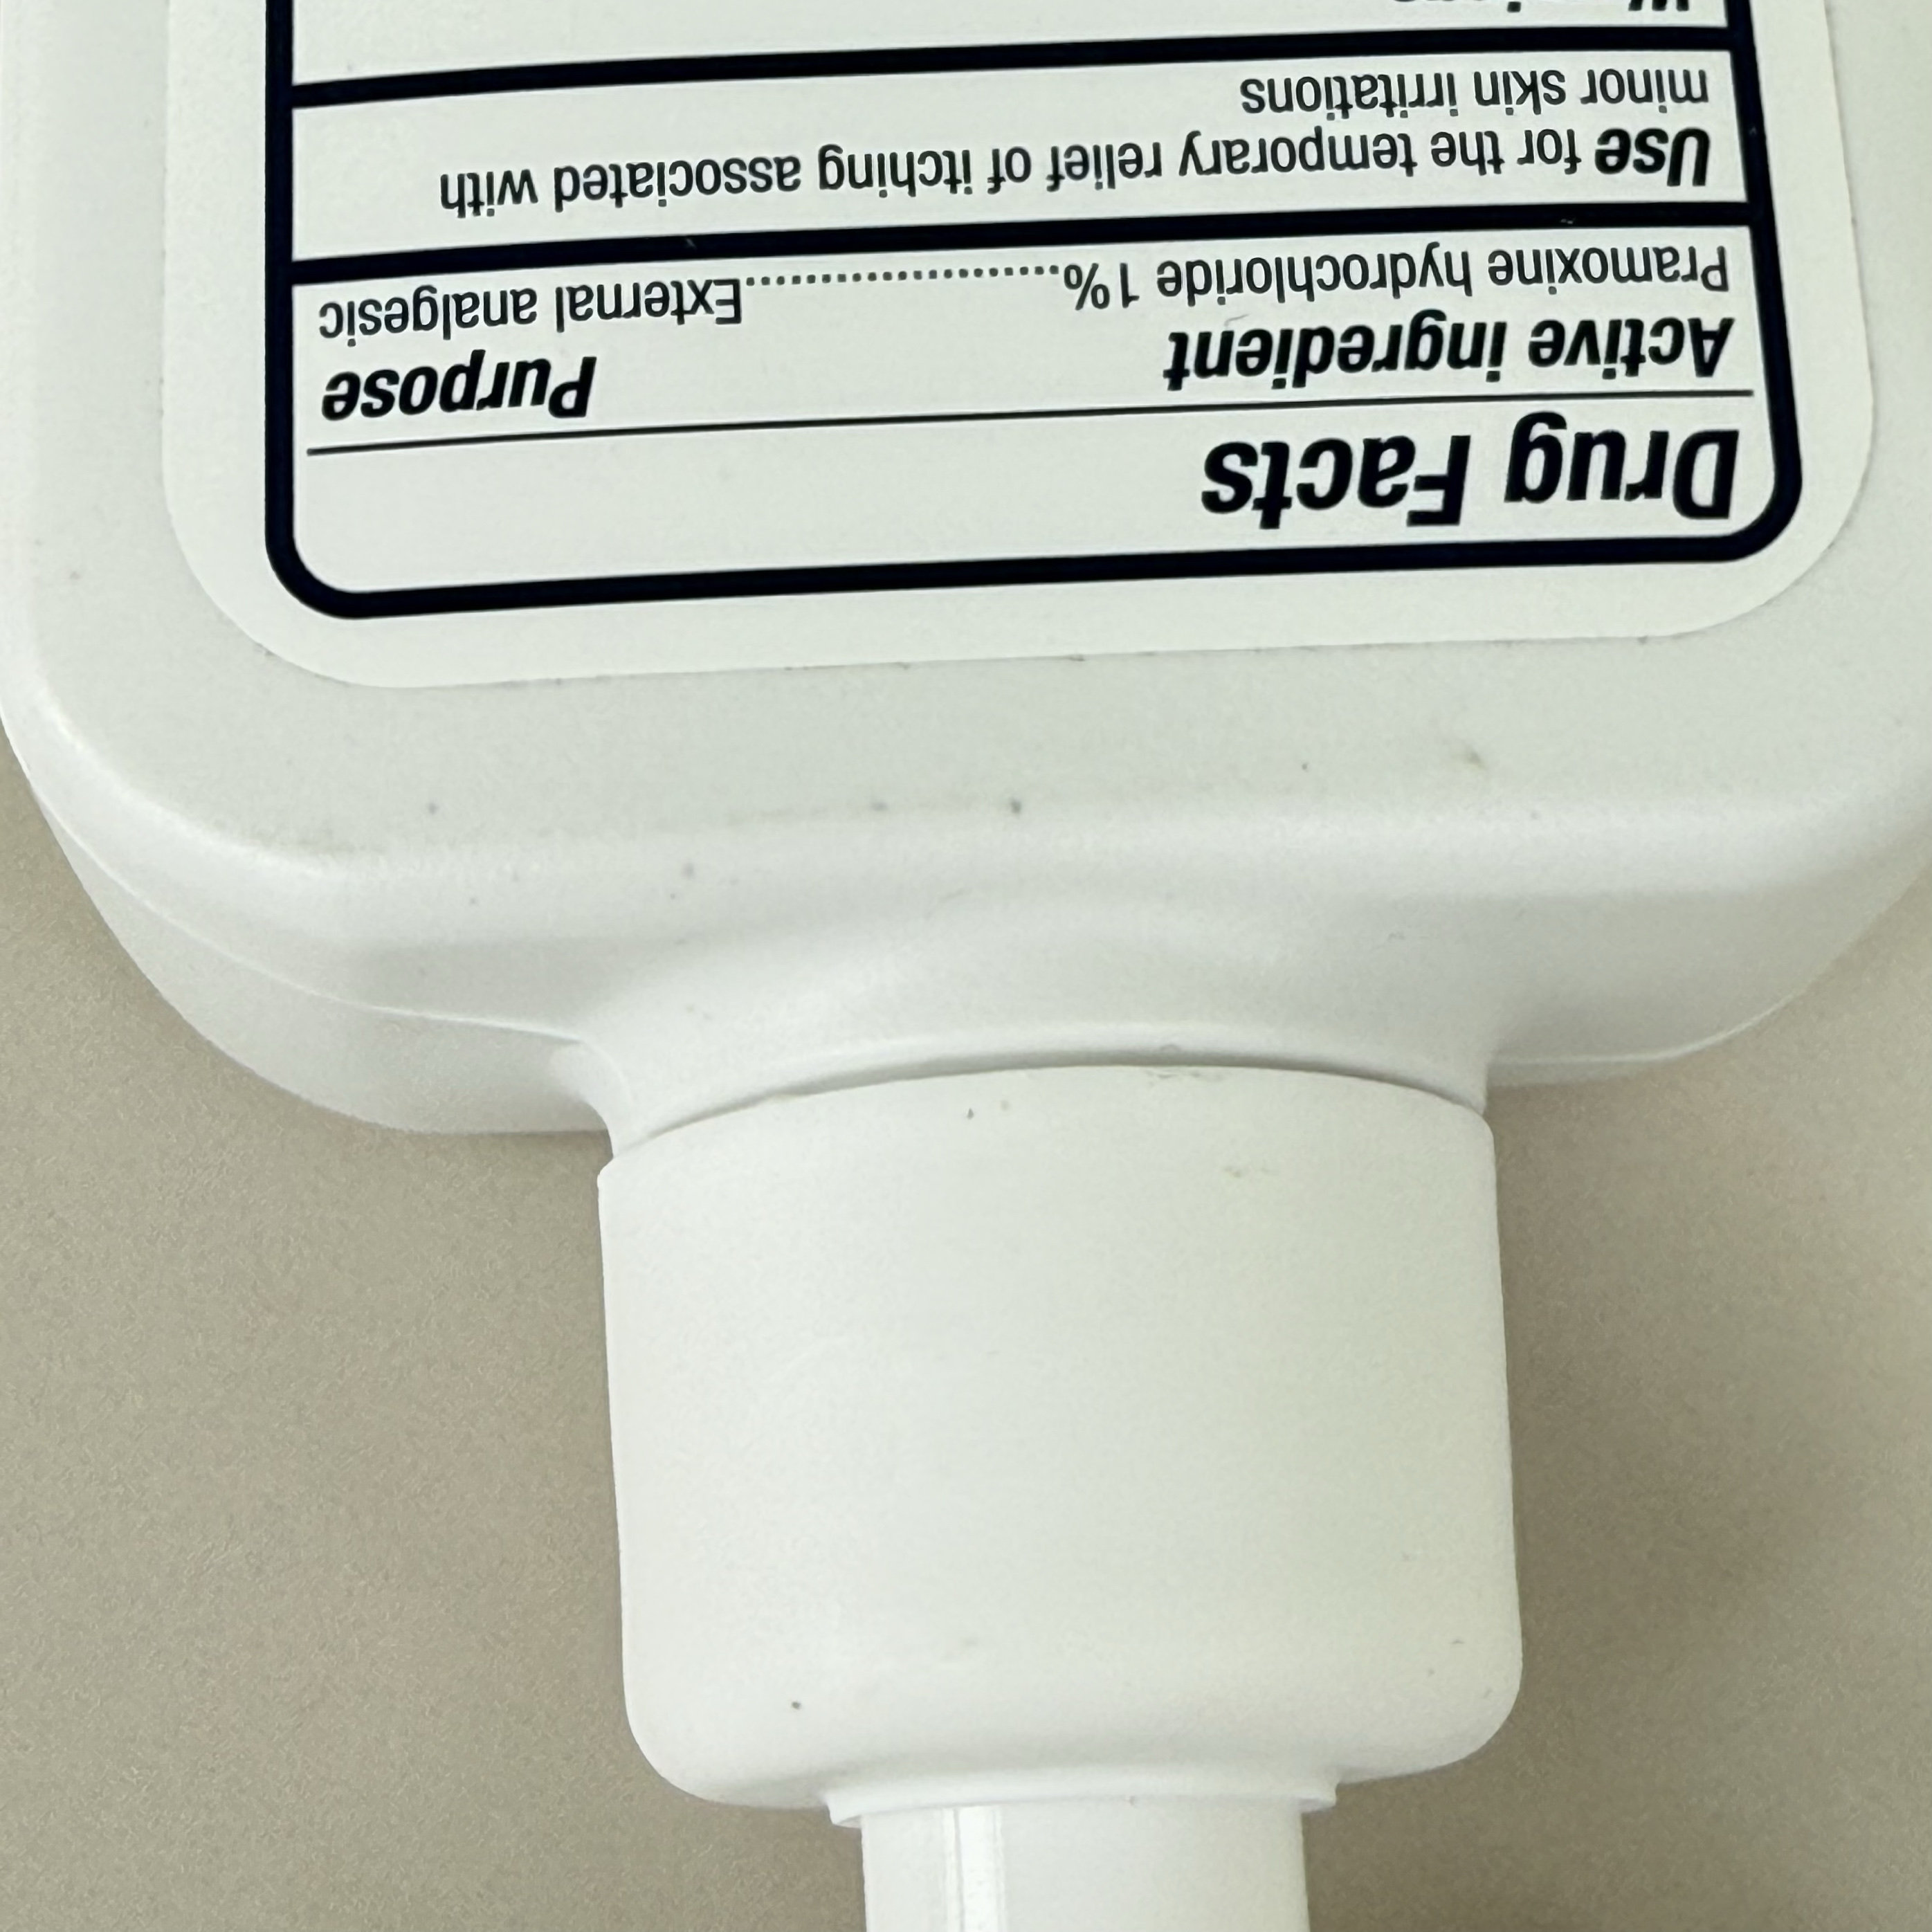 Drug Facts
Active ingredient Purpose
Pramoxine hydrochloride 1%......................External analgesic
Use for the temporary relief of itching associated with
minor skin irritations